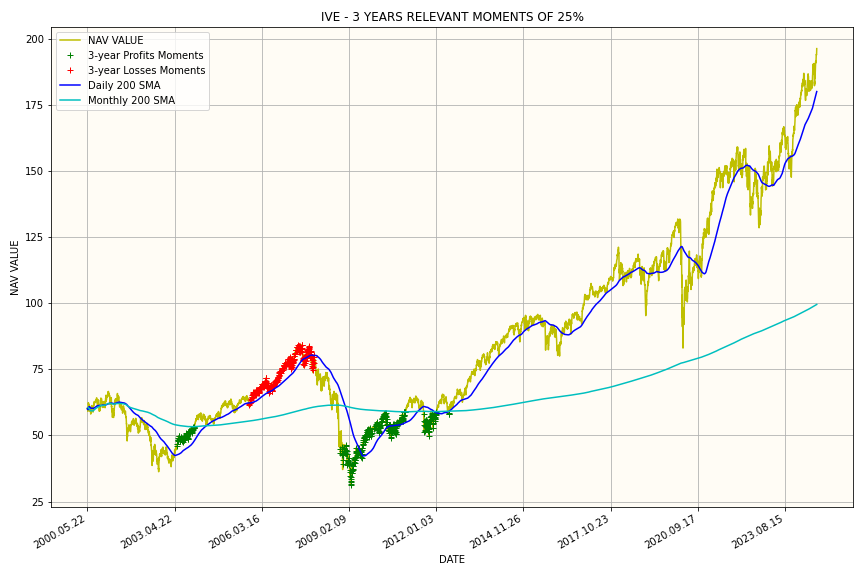 IVE - 3 YEARS RELEVANT MOMENTS OF 25%
NAV VALUE
3-year Profits Moments
3-year Losses Moments
Daily 200 SMA
Monthly 200 SMA
200
175
150
125
100
75
50
25
NAV VALUE
2000.05.22
2003.04.22
2006.03.16
2009.02.09
2012.01.03
2014.11.26
2017.10.23
2020.09.17
2023.08.15
DATE